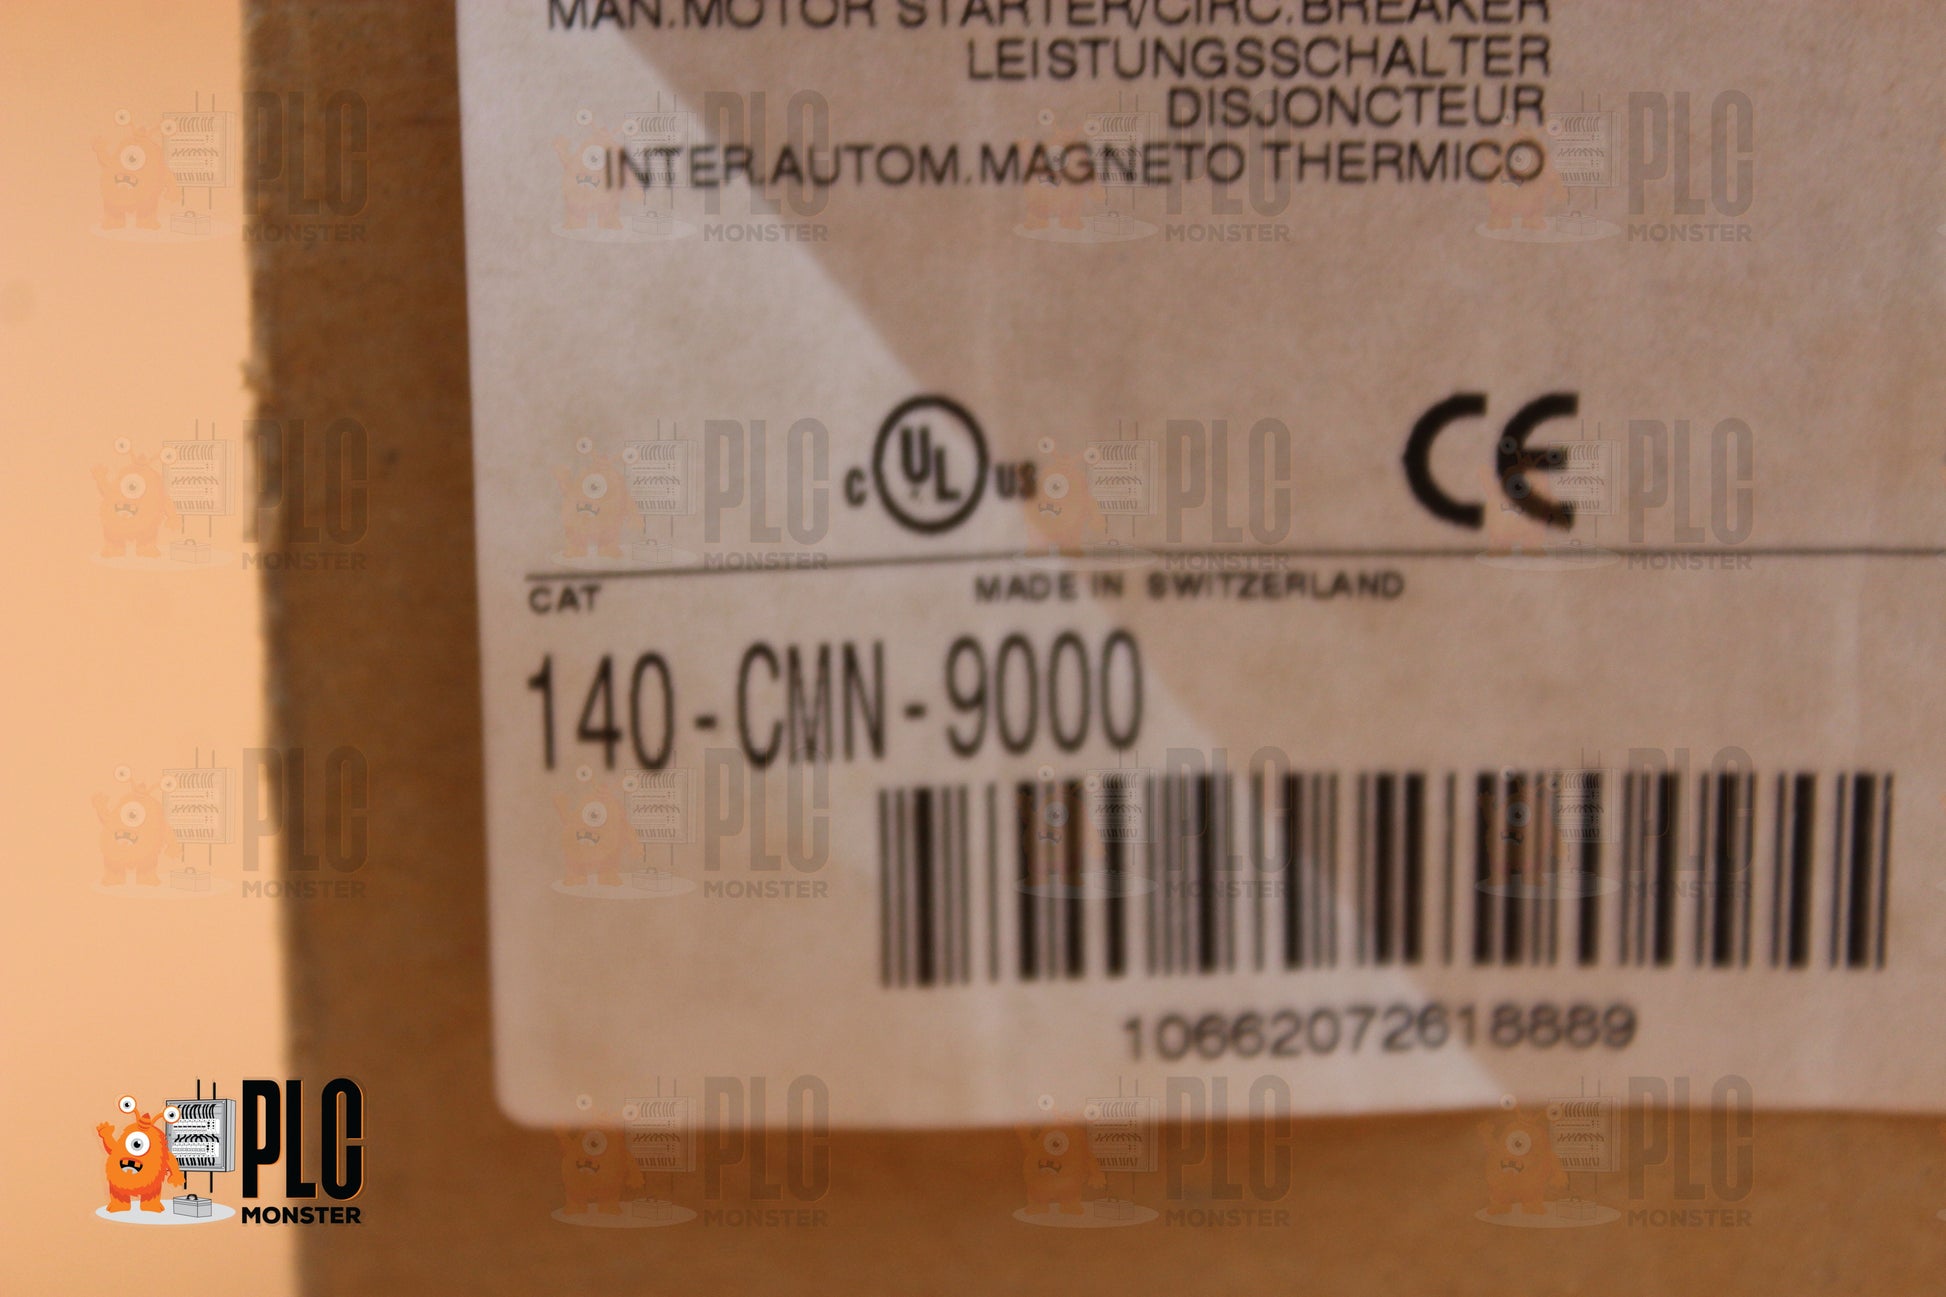 MAN.MOTOR STARTER/CIRC.BREAKER
LEISTUNGSSCHALTER
DISJONCTEUR
INTER.AUTOM.MAGNETO THERMICO
C UL US
CE
CAT
MADE IN SWITZERLAND
140-CMN-9000
10662072618889
PLC
MONSTER